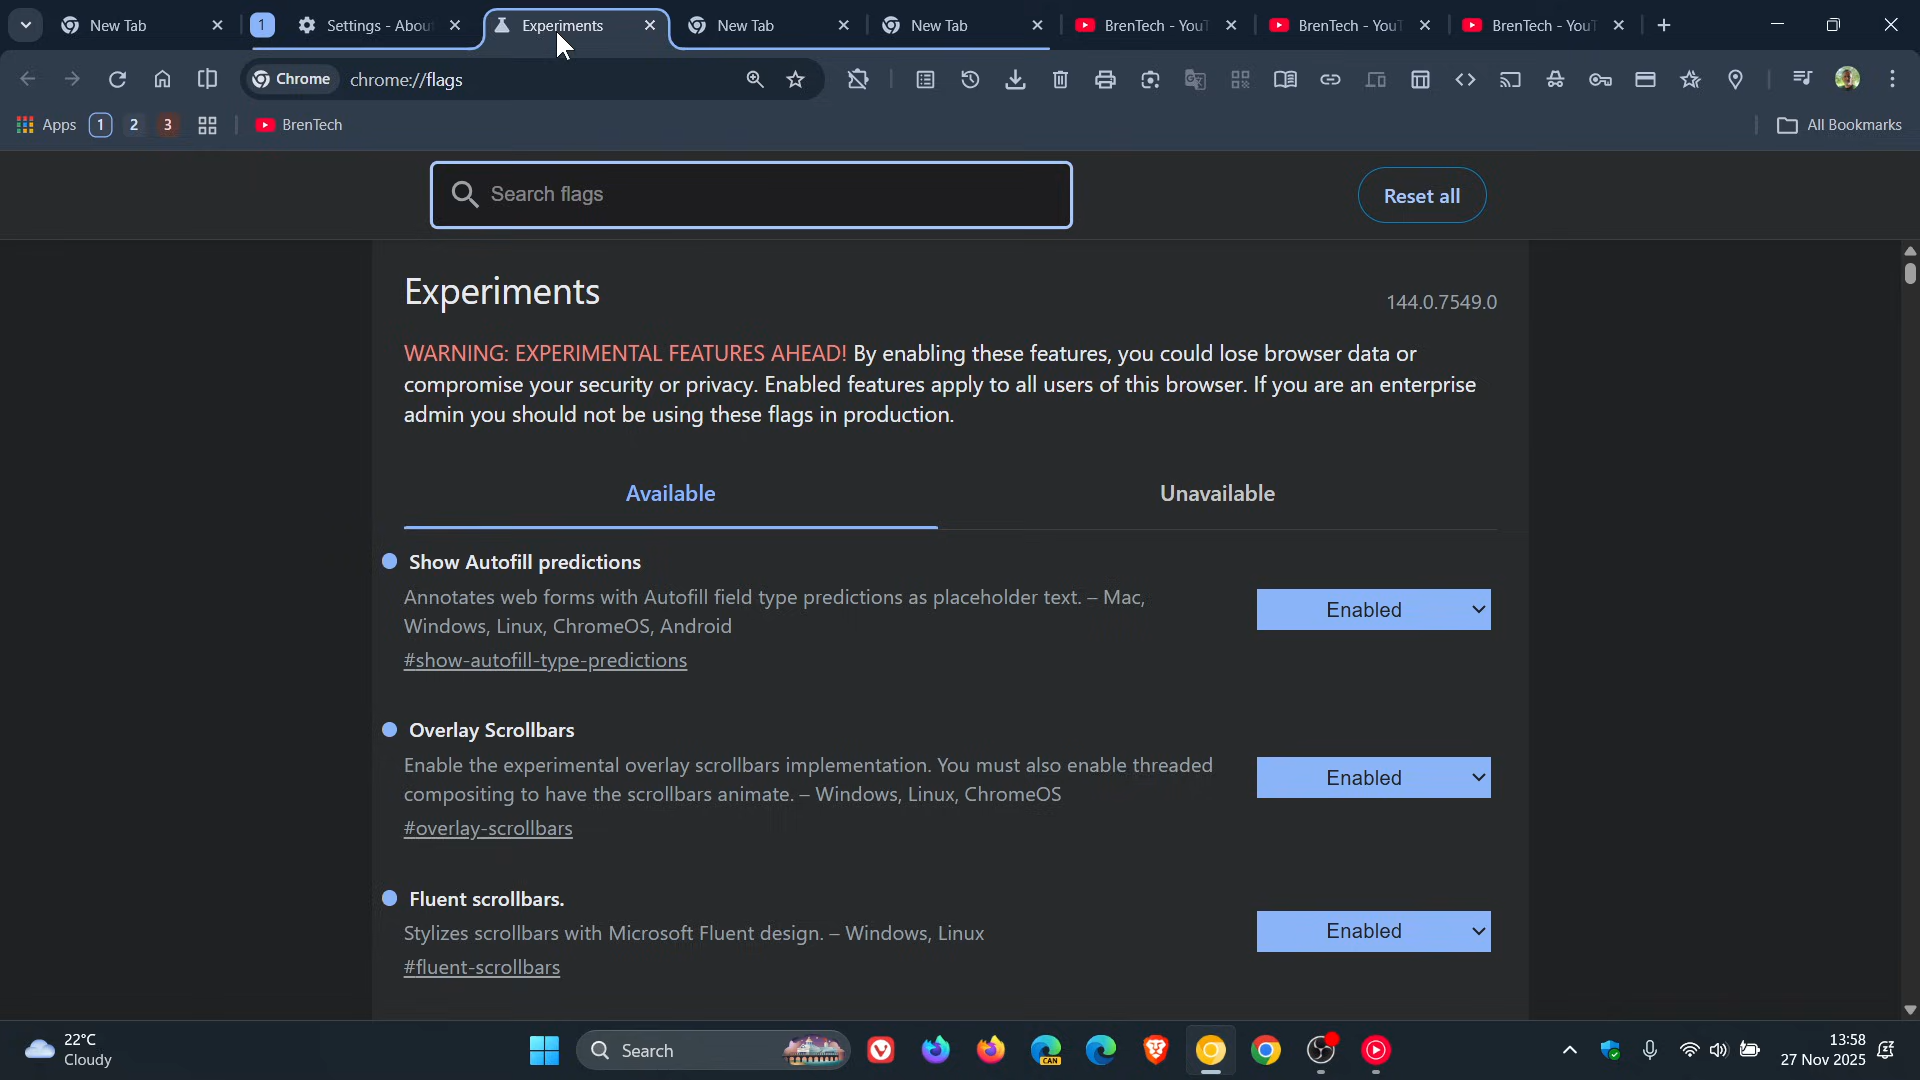 New Tab
1
Settings - Abou
Experiments
New Tab
New Tab
BrenTech - YouT
BrenTech - YouT
BrenTech - YouT
Chrome
chrome://flags
Apps
1
2
3
BrenTech
All Bookmarks
Search flags
Reset all
Experiments
144.0.7549.0
WARNING: EXPERIMENTAL FEATURES AHEAD! By enabling these features, you could lose browser data or
compromise your security or privacy. Enabled features apply to all users of this browser. If you are an enterprise
admin you should not be using these flags in production.
Available
Unavailable
Show Autofill predictions
Annotates web forms with Autofill field type predictions as placeholder text. – Mac,
Windows, Linux, ChromeOS, Android
#show-autofill-type-predictions
Enabled
Overlay Scrollbars
Enable the experimental overlay scrollbars implementation. You must also enable threaded
compositing to have the scrollbars animate. – Windows, Linux, ChromeOS
#overlay-scrollbars
Enabled
Fluent scrollbars.
Stylizes scrollbars with Microsoft Fluent design. – Windows, Linux
#fluent-scrollbars
Enabled
22°C
Cloudy
Search
CAN
13:58
27 Nov 2025